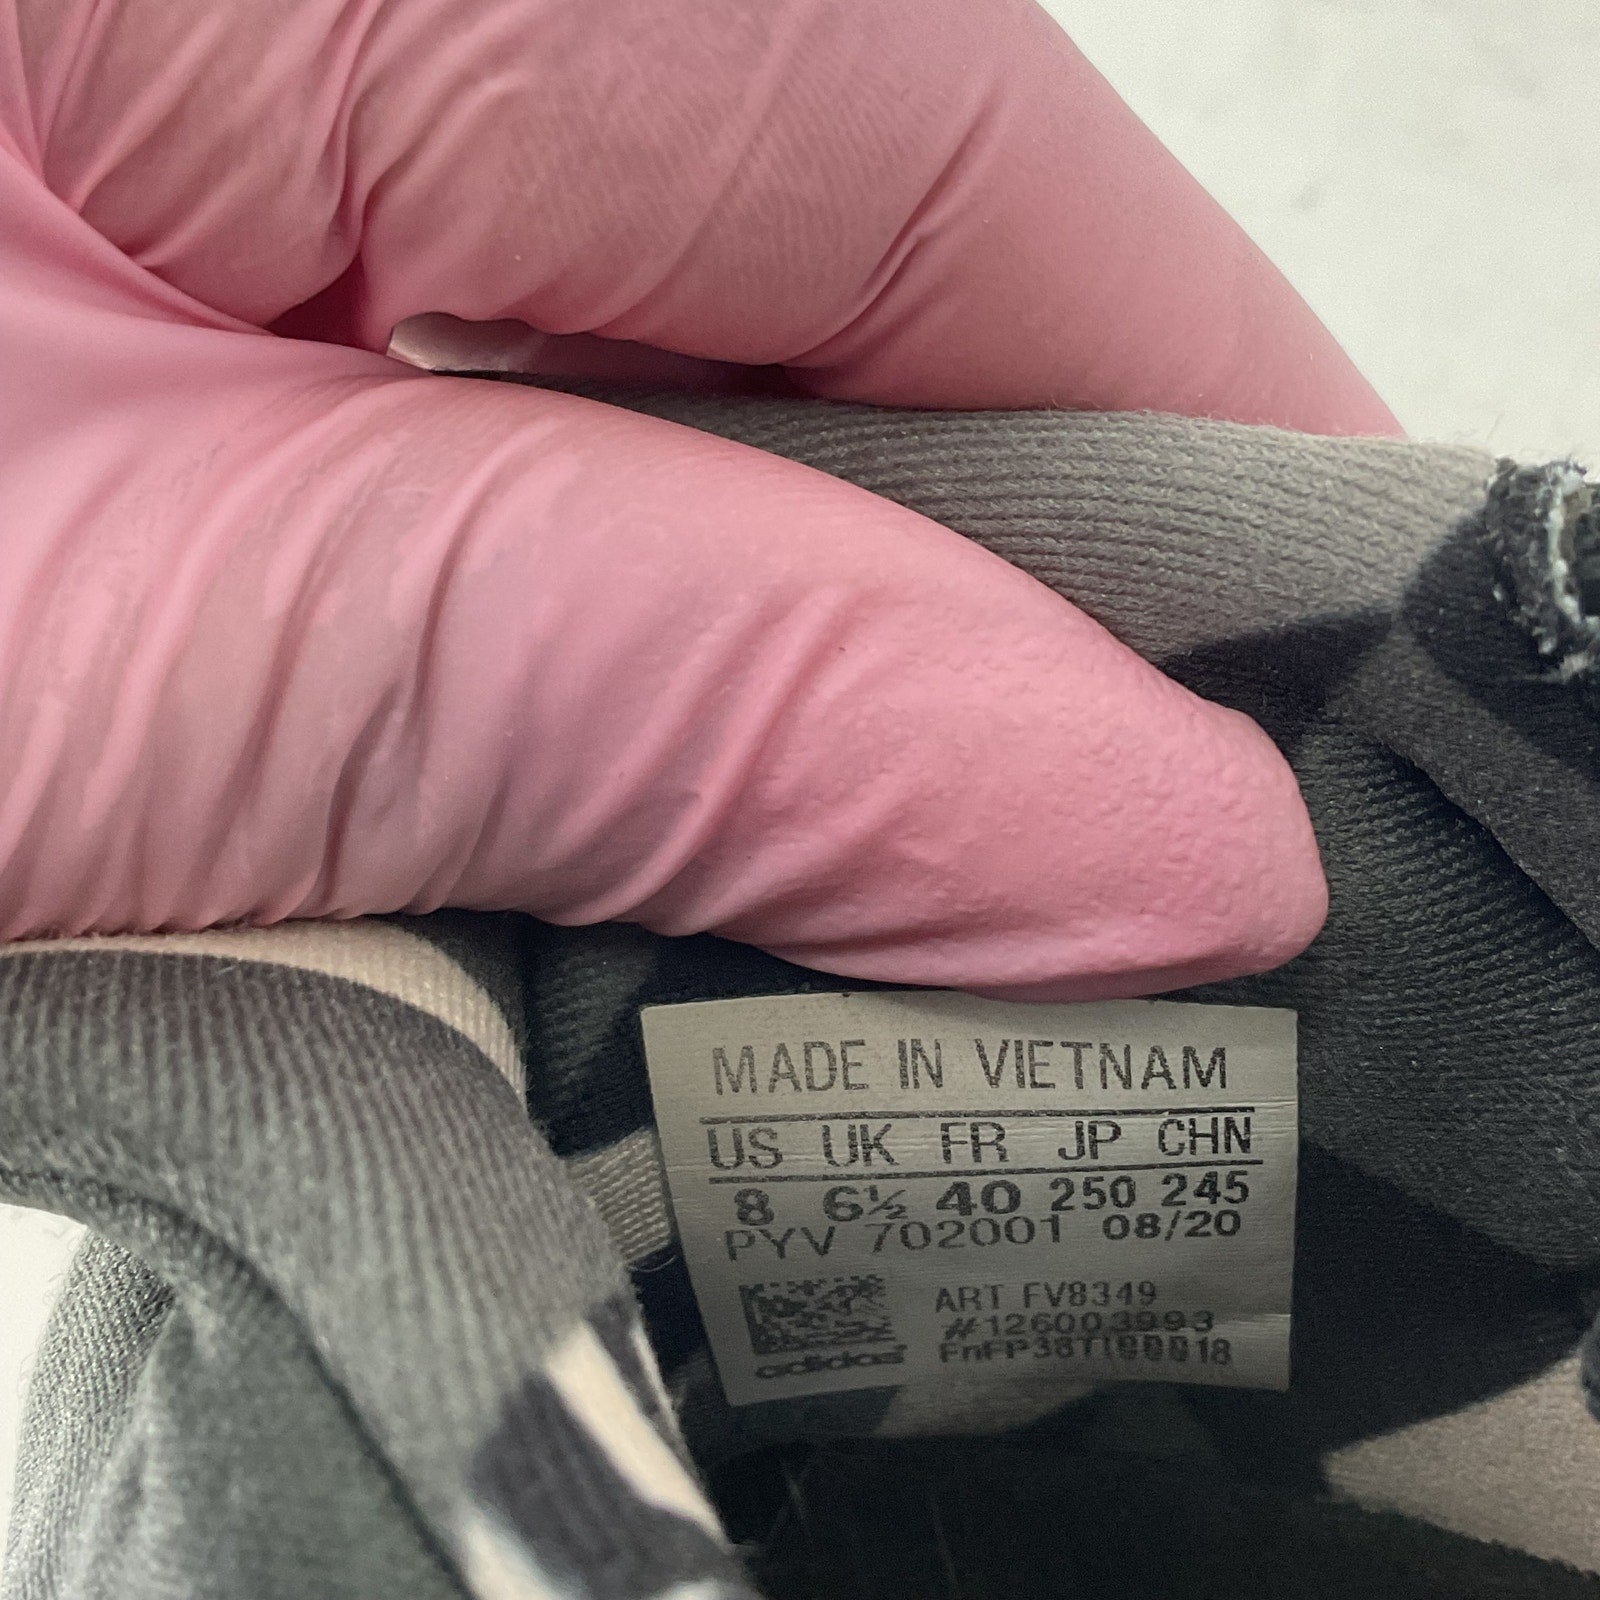 MADE IN VIETNAM
US UK FR JP CHN
8 6½ 40 250 245
PYV 702001 08/20
ART FV8349
#1260033993
adidas